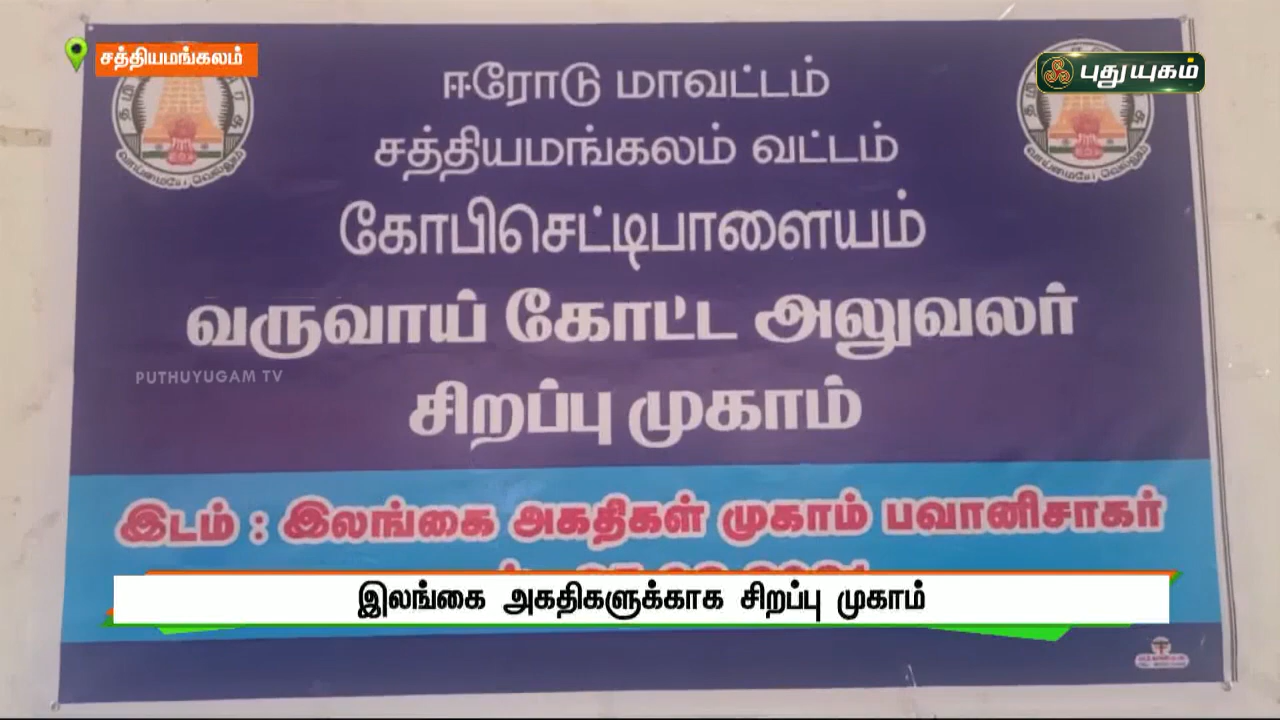 சத்தியமங்கலம்
புதுயுகம்
ஈரோடு மாவட்டம்
சத்தியமங்கலம் வட்டம்
கோபிசெட்டிபாளையம்
வருவாய் கோட்ட அலுவலர்
PUTHUYUGAM TV
சிறப்பு முகாம்
இடம் : இலங்கை அகதிகள் முகாம் பவானிசாகர்
இலங்கை அகதிகளுக்காக சிறப்பு முகாம்
வாய்மையே வெல்லும்
வாய்மையே வெல்லும்